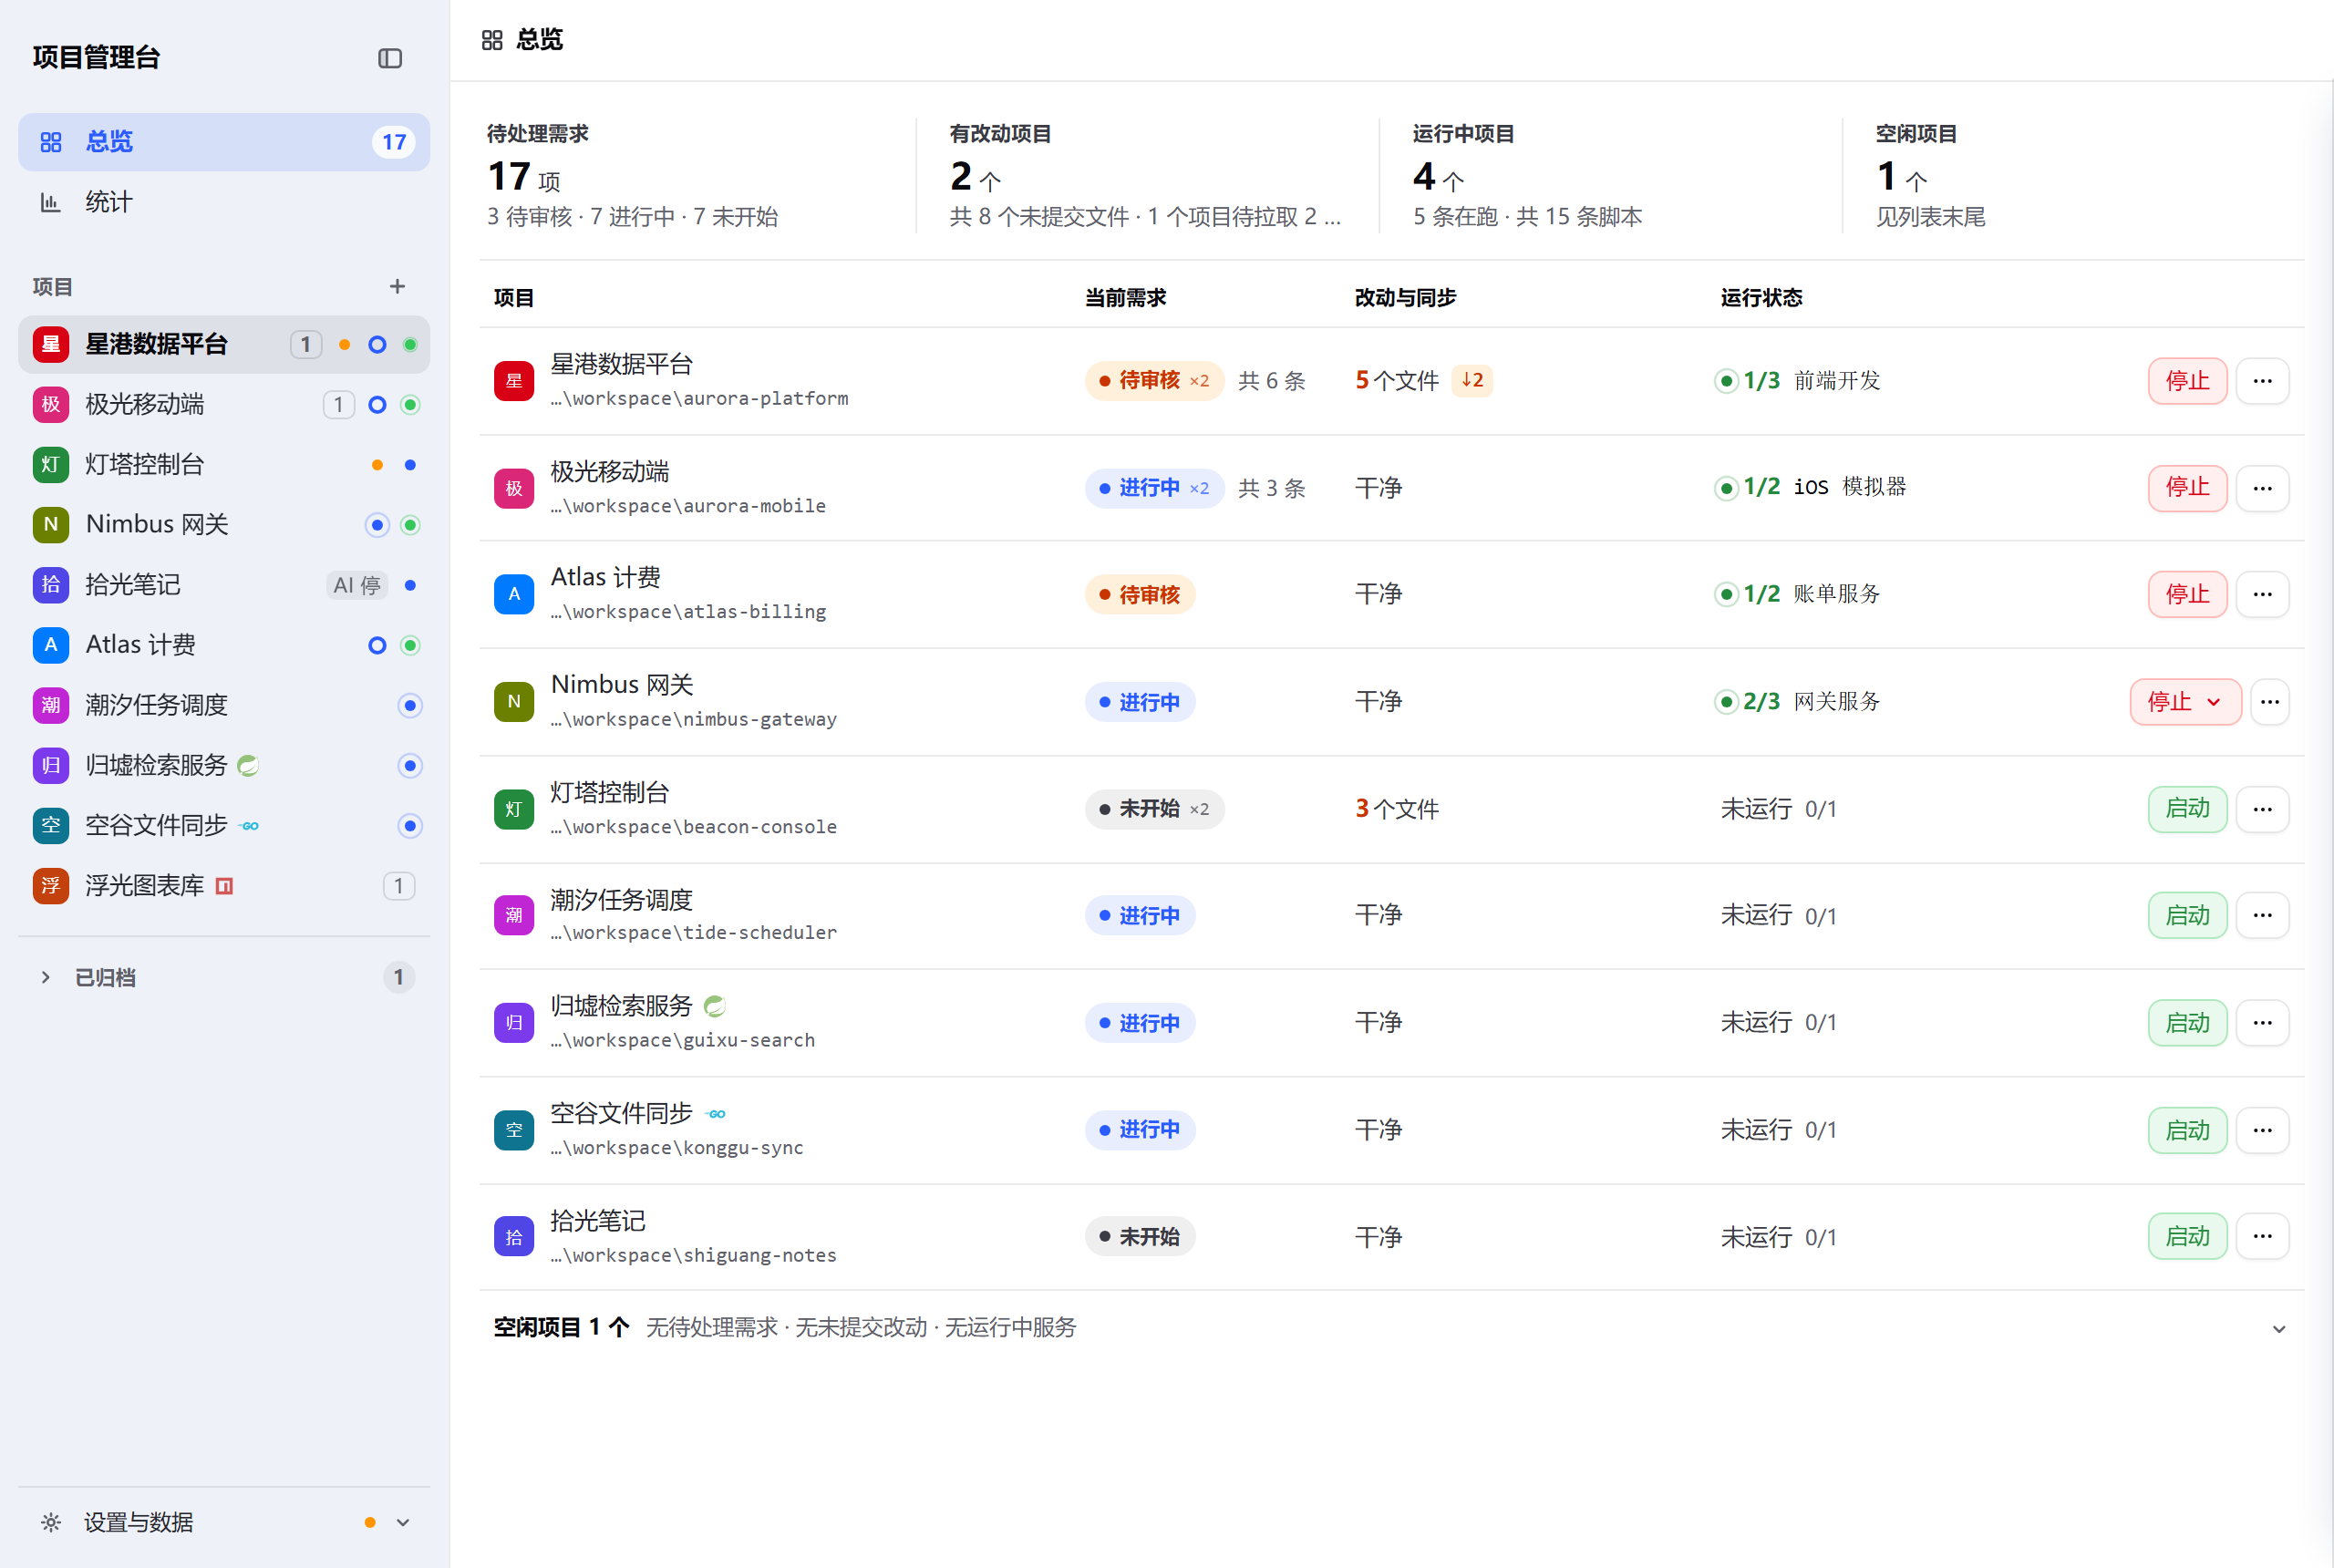 项目管理台
总览 17
统计
项目
星 星港数据平台 1
极 极光移动端 1
灯 灯塔控制台
N Nimbus 网关
拾 拾光笔记 AI 停
A Atlas 计费
潮 潮汐任务调度
归 归墟检索服务
空 空谷文件同步 GO
浮 浮光图表库 1
已归档 1
设置与数据
总览
待处理需求
17 项
3 待审核 · 7 进行中 · 7 未开始
有改动项目
2 个
共 8 个未提交文件 · 1 个项目待拉取 2 ...
运行中项目
4 个
5 条在跑 · 共 15 条脚本
空闲项目
1 个
见列表末尾
项目 当前需求 改动与同步 运行状态
星 星港数据平台 待审核 ×2 共 6 条 5 个文件 ↓2 1/3 前端开发 停止 ...
…\workspace\aurora-platform
极 极光移动端 进行中 ×2 共 3 条 干净 1/2 iOS 模拟器 停止 ...
…\workspace\aurora-mobile
A Atlas 计费 待审核 干净 1/2 账单服务 停止 ...
…\workspace\atlas-billing
N Nimbus 网关 进行中 干净 2/3 网关服务 停止 ...
…\workspace\nimbus-gateway
灯 灯塔控制台 未开始 ×2 3 个文件 未运行 0/1 启动 ...
…\workspace\beacon-console
潮 潮汐任务调度 进行中 干净 未运行 0/1 启动 ...
…\workspace\tide-scheduler
归 归墟检索服务 进行中 干净 未运行 0/1 启动 ...
…\workspace\guixu-search
空 空谷文件同步 GO 进行中 干净 未运行 0/1 启动 ...
…\workspace\konggu-sync
拾 拾光笔记 未开始 干净 未运行 0/1 启动 ...
…\workspace\shiguang-notes
空闲项目 1 个 无待处理需求 · 无未提交改动 · 无运行中服务